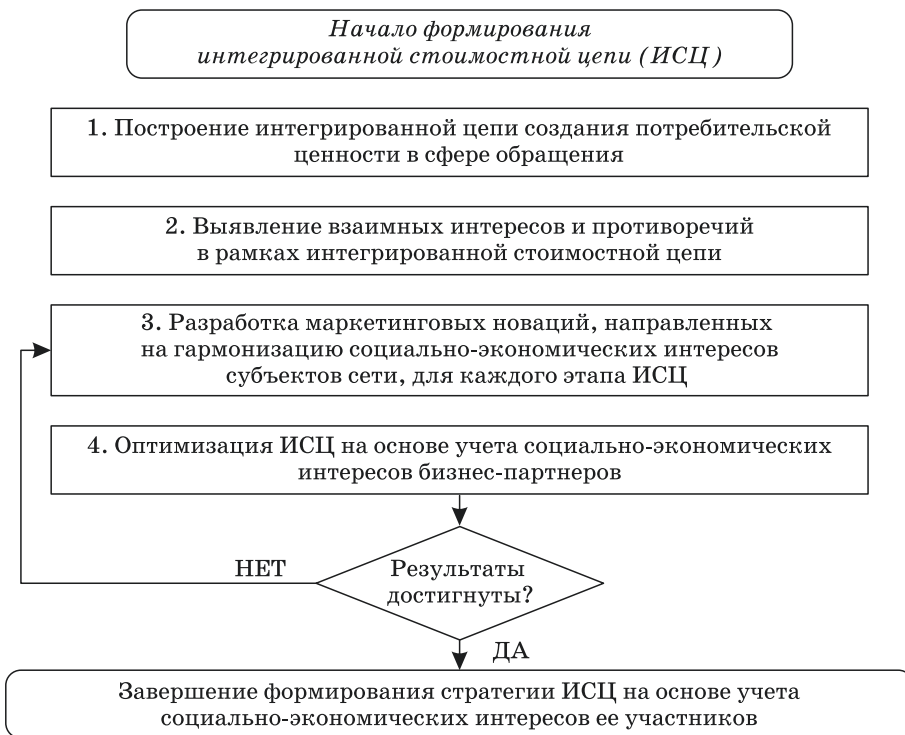 Начало формирования
интегрированной стоимостной цепи (ИСЦ)
1. Построение интегрированной цепи создания потребительской
ценности в сфере обращения
2. Выявление взаимных интересов и противоречий
в рамках интегрированной стоимостной цепи
3. Разработка маркетинговых новаций, направленных
на гармонизацию социально-экономических интересов
субъектов сети, для каждого этапа ИСЦ
4. Оптимизация ИСЦ на основе учета социально-экономических
интересов бизнес-партнеров
НЕТ
Результаты
достигнуты?
ДА
Завершение формирования стратегии ИСЦ на основе учета
социально-экономических интересов ее участников